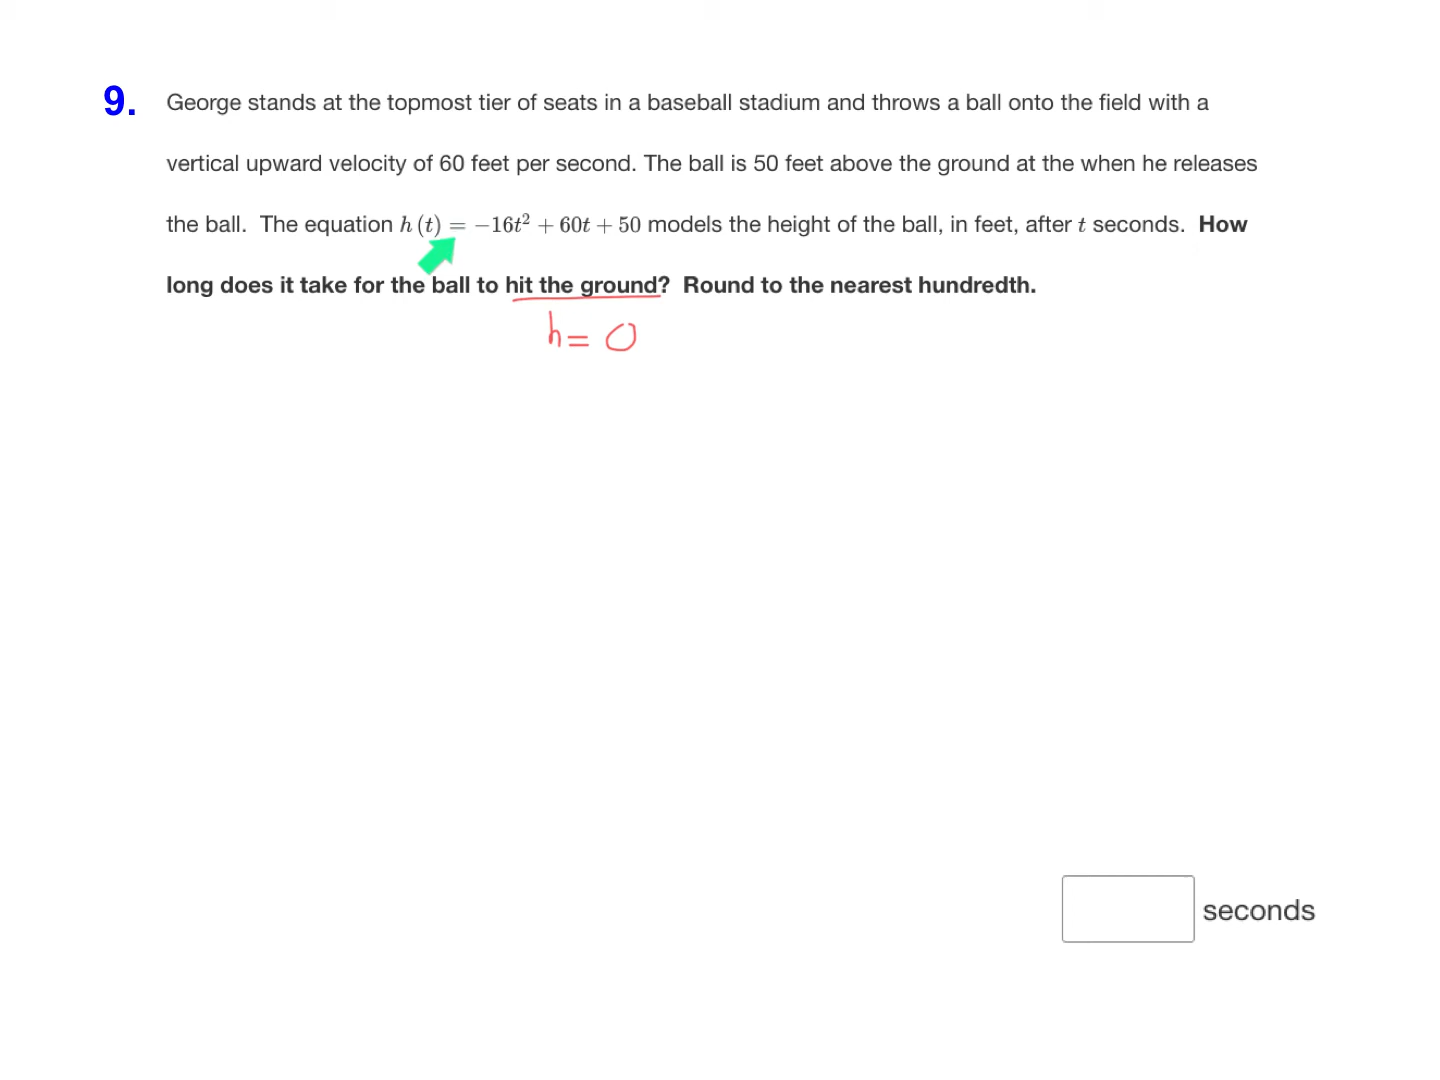 9. George stands at the topmost tier of seats in a baseball stadium and throws a ball onto the field with a
vertical upward velocity of 60 feet per second. The ball is 50 feet above the ground at the when he releases
the ball. The equation h (t) = −16t² + 60t + 50 models the height of the ball, in feet, after t seconds. How
long does it take for the ball to hit the ground? Round to the nearest hundredth.
h = 0
seconds